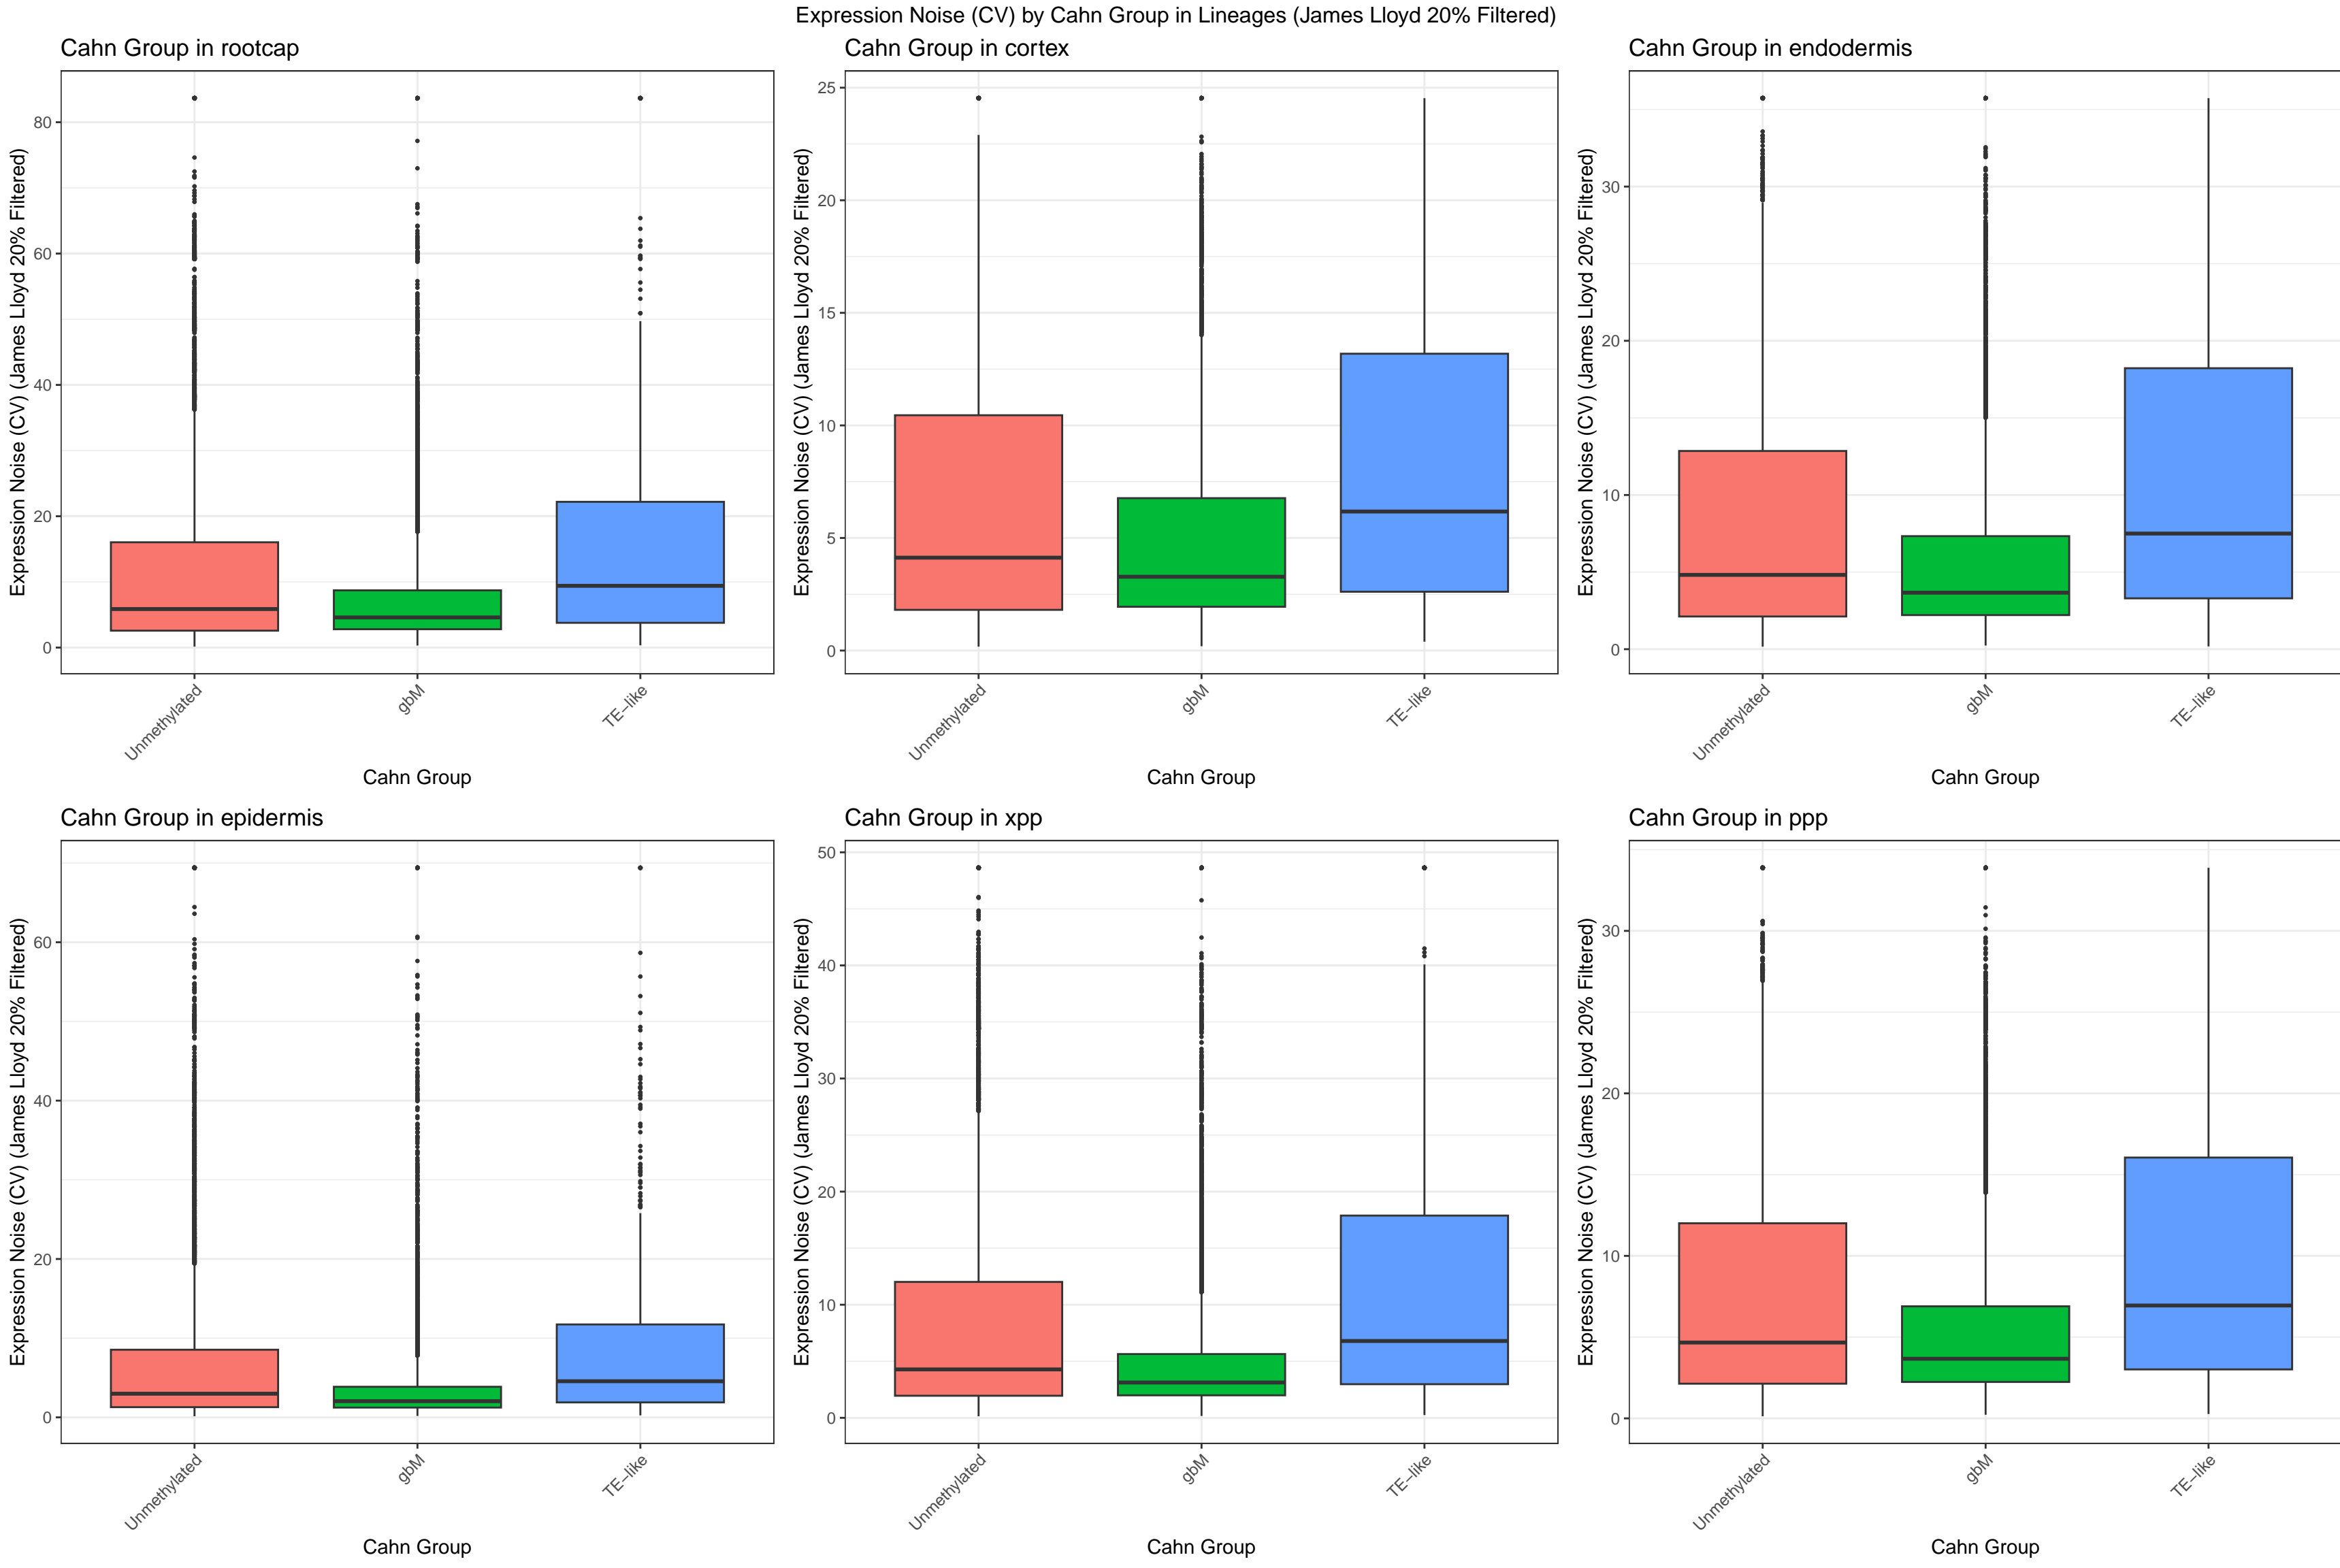 Expression Noise (CV) by Cahn Group in Lineages (James Lloyd 20% Filtered)
Cahn Group in rootcap
Expression Noise (CV) (James Lloyd 20% Filtered)
80
60
40
20
0
Unmethylated
gbM
TE−like
Cahn Group
Cahn Group in cortex
Expression Noise (CV) (James Lloyd 20% Filtered)
25
20
15
10
5
0
Unmethylated
gbM
TE−like
Cahn Group
Cahn Group in endodermis
Expression Noise (CV) (James Lloyd 20% Filtered)
30
20
10
0
Unmethylated
gbM
TE−like
Cahn Group
Cahn Group in epidermis
Expression Noise (CV) (James Lloyd 20% Filtered)
60
40
20
0
Unmethylated
gbM
TE−like
Cahn Group
Cahn Group in xpp
Expression Noise (CV) (James Lloyd 20% Filtered)
50
40
30
20
10
0
Unmethylated
gbM
TE−like
Cahn Group
Cahn Group in ppp
Expression Noise (CV) (James Lloyd 20% Filtered)
30
20
10
0
Unmethylated
gbM
TE−like
Cahn Group